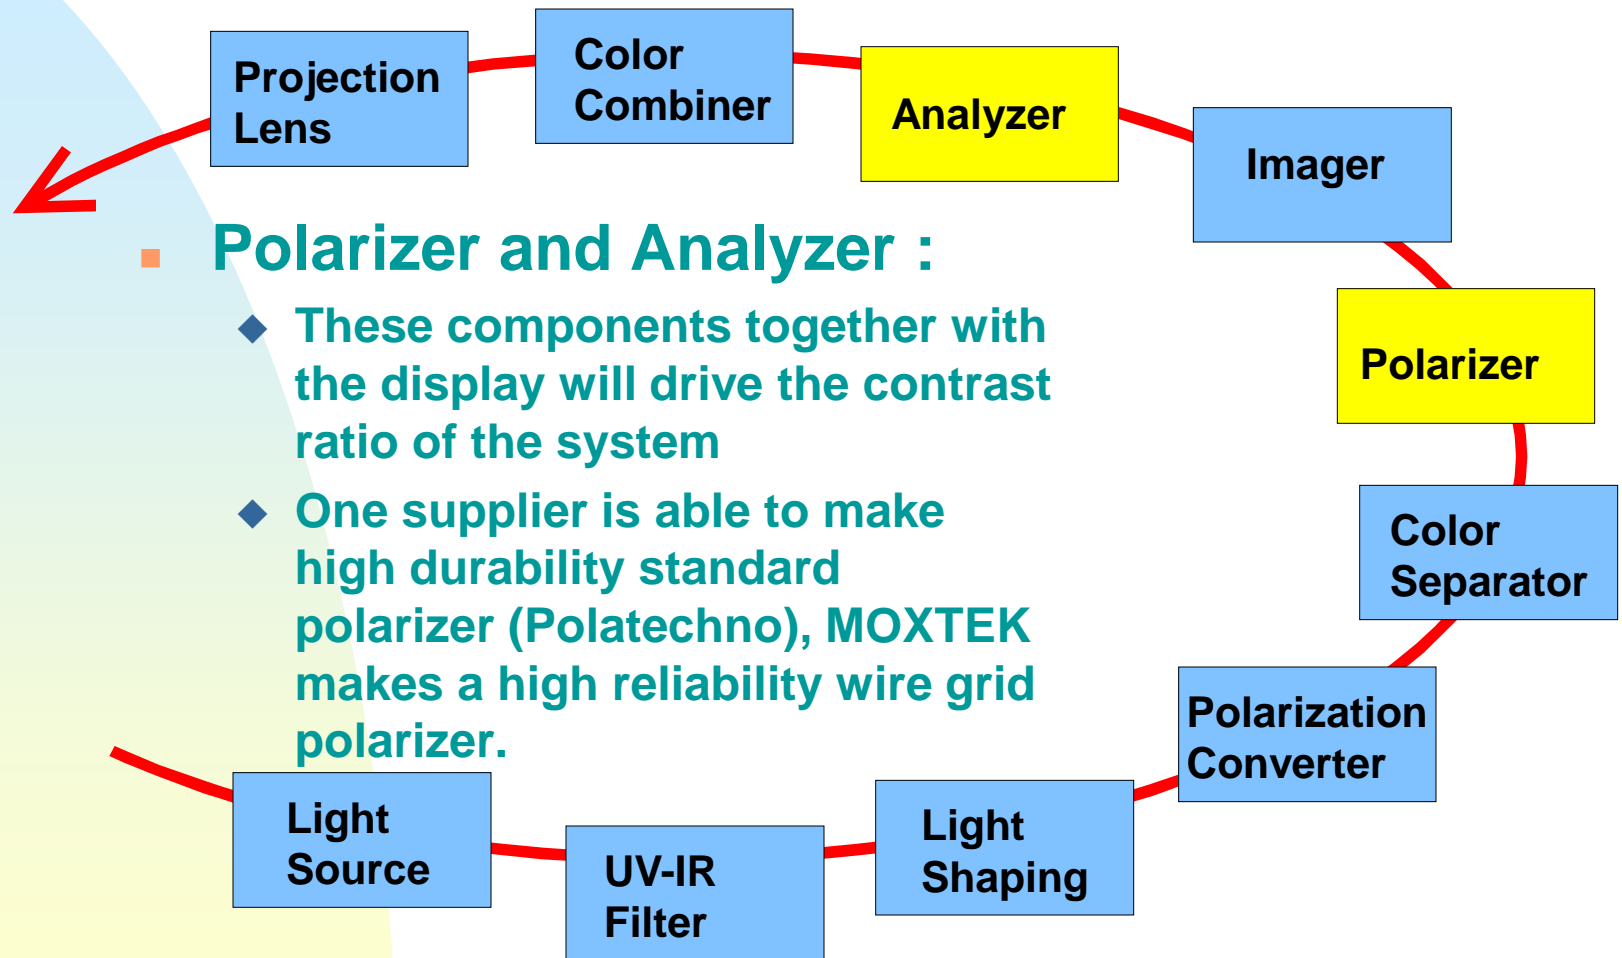 Projection
Lens
Color
Combiner
Analyzer
Imager
Polarizer and Analyzer :
These components together with
the display will drive the contrast
ratio of the system
One supplier is able to make
high durability standard
polarizer (Polatechno), MOXTEK
makes a high reliability wire grid
polarizer.
Polarizer
Color
Separator
Polarization
Converter
Light
Shaping
UV-IR
Filter
Light
Source